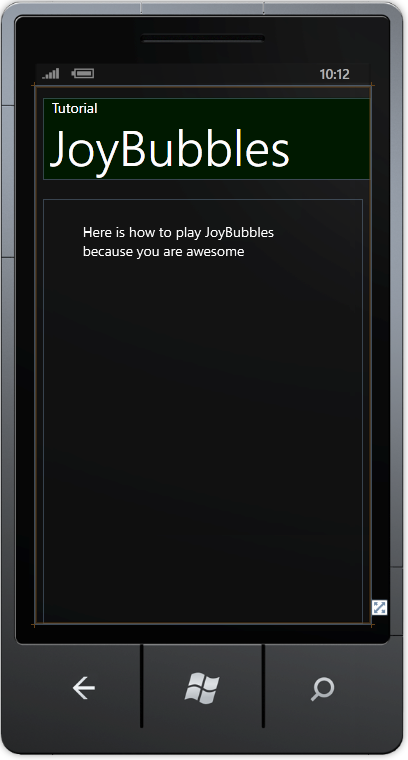 10:12
Tutorial
JoyBubbles
Here is how to play JoyBubbles
because you are awesome